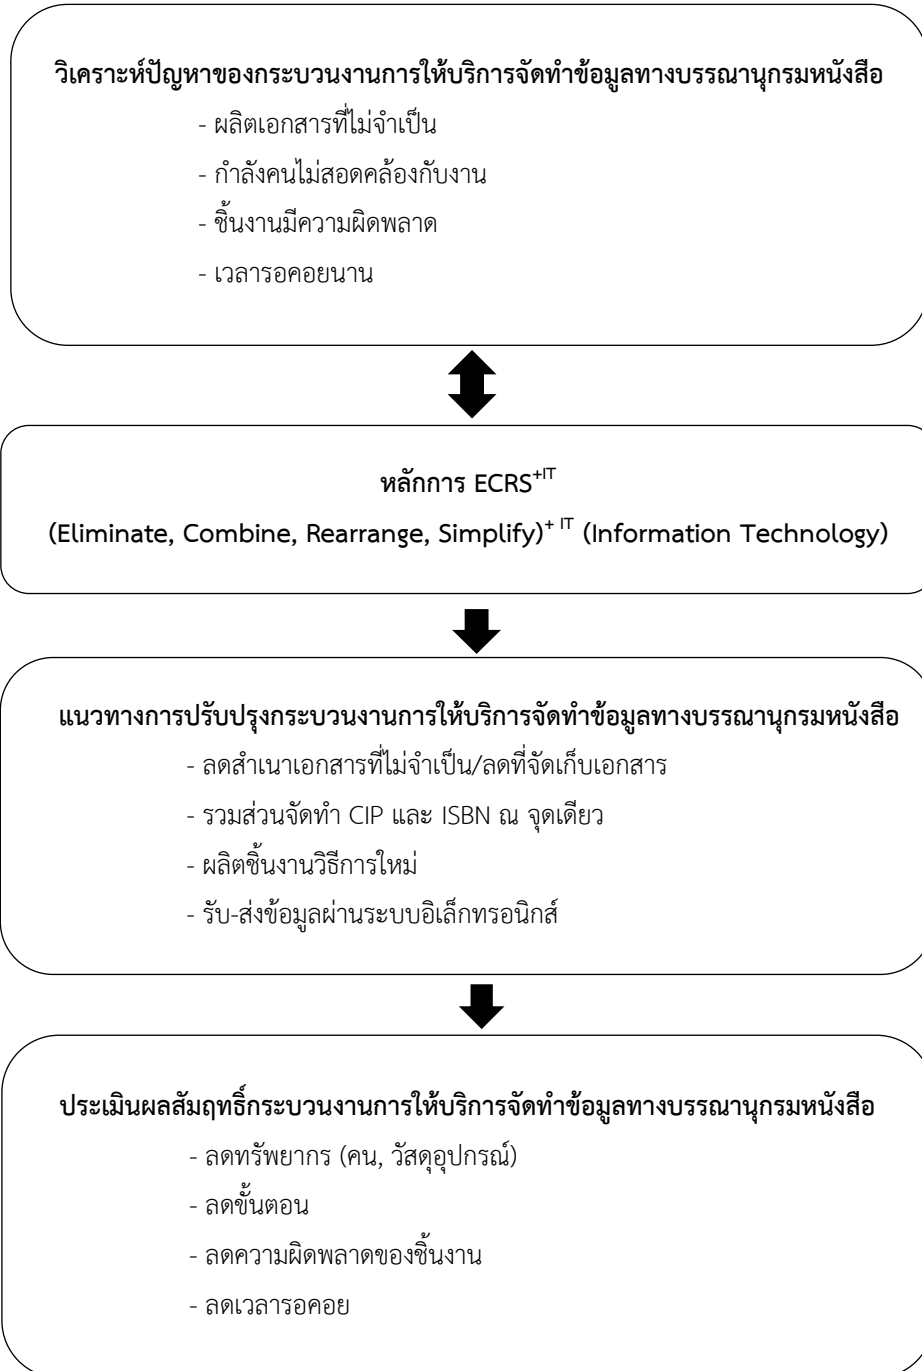 วิเคราะห์ปัญหาของกระบวนงานการให้บริการจัดทำข้อมูลทางบรรณานุกรมหนังสือ
- ผลิตเอกสารที่ไม่จำเป็น
- กำลังคนไม่สอดคล้องกับงาน
- ชิ้นงานมีความผิดพลาด
- เวลารอคอยนาน
หลักการ ECRS+IT
(Eliminate, Combine, Rearrange, Simplify)+ IT (Information Technology)
แนวทางการปรับปรุงกระบวนงานการให้บริการจัดทำข้อมูลทางบรรณานุกรมหนังสือ
- ลดสำเนาเอกสารที่ไม่จำเป็น/ลดที่จัดเก็บเอกสาร
- รวมส่วนจัดทำ CIP และ ISBN ณ จุดเดียว
- ผลิตชิ้นงานวิธีการใหม่
- รับ-ส่งข้อมูลผ่านระบบอิเล็กทรอนิกส์
ประเมินผลสัมฤทธิ์กระบวนงานการให้บริการจัดทำข้อมูลทางบรรณานุกรมหนังสือ
- ลดทรัพยากร (คน, วัสดุอุปกรณ์)
- ลดขั้นตอน
- ลดความผิดพลาดของชิ้นงาน
- ลดเวลารอคอย